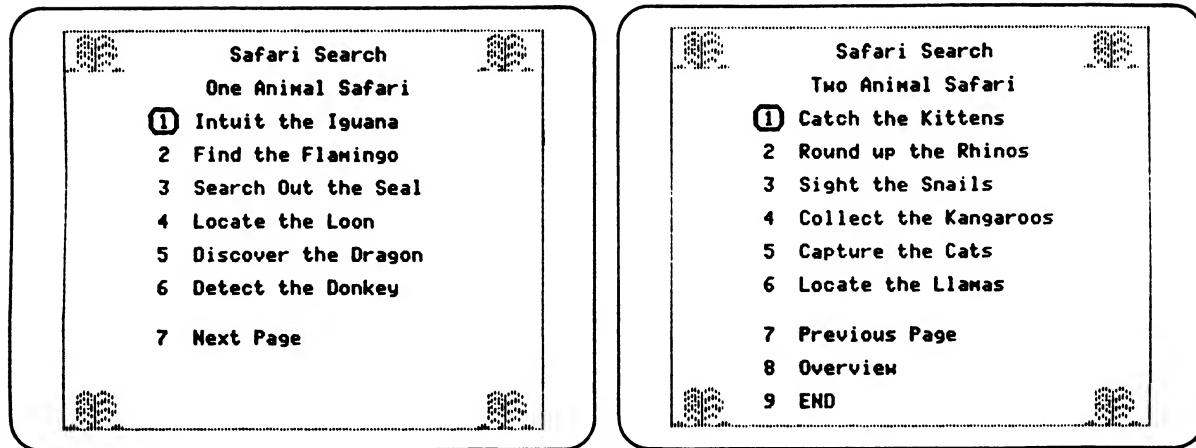 Safari Search
One Animal Safari
1 Intuit the Iguana
2 Find the Flamingo
3 Search Out the Seal
4 Locate the Loon
5 Discover the Dragon
6 Detect the Donkey
7 Next Page
Safari Search
Two Animal Safari
1 Catch the Kittens
2 Round up the Rhinos
3 Sight the Snails
4 Collect the Kangaroos
5 Capture the Cats
6 Locate the Llamas
7 Previous Page
8 Overview
9 END